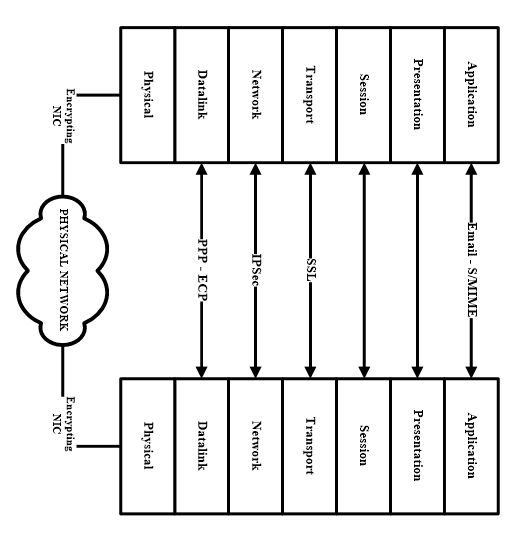 Application
Presentation
Session
Transport
Network
Datalink
Physical
Email - S/MIME
SSL
IPSec
PPP - ECP
Encrypting
NIC
PHYSICAL NETWORK
Encrypting
NIC
Application
Presentation
Session
Transport
Network
Datalink
Physical